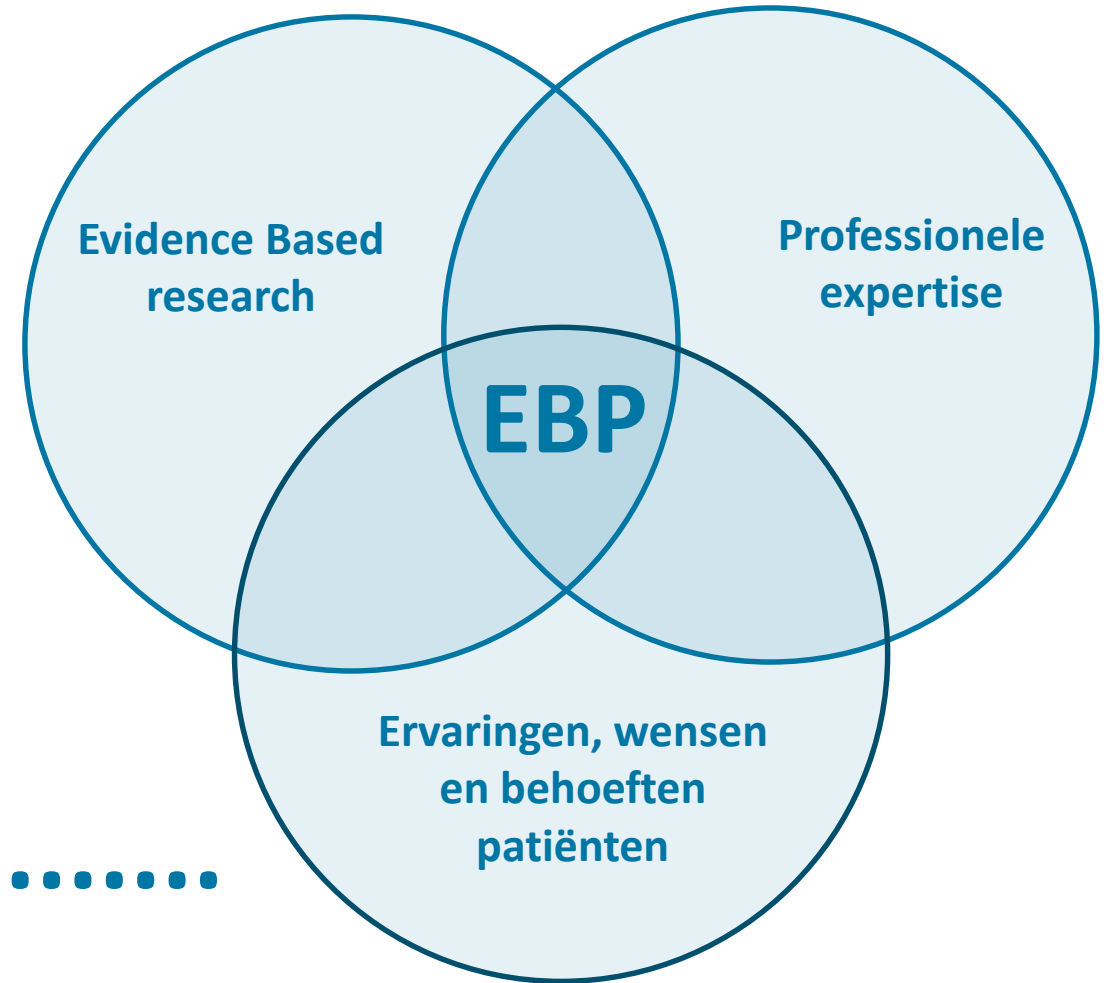 Evidence Based
research
Professionele
expertise
EBP
Ervaringen, wensen
en behoeften
patiënten
.......